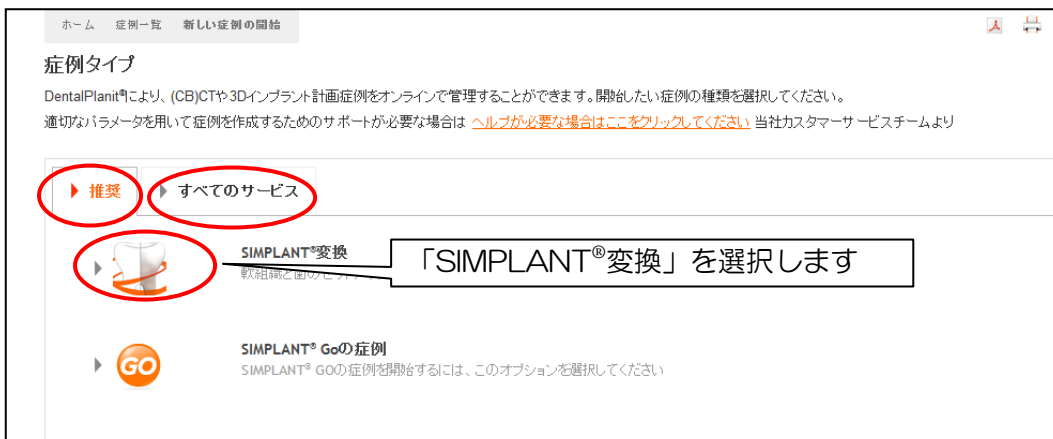 ホーム 症例一覧 新しい症例の開始
症例タイプ
DentalPlanit®により、(CB)CTや3Dインプラント計画症例をオンラインで管理することができます。開始したい症例の種類を選択してください。
適切なパラメータを用いて症例を作成するためのサポートが必要な場合は ヘルプが必要な場合はここをクリックしてください 当社カスタマーサービスチームより
推奨 すべてのサービス
SIMPLANT®変換
「SIMPLANT®変換」を選択します
軟組織と歯の
SIMPLANT® Goの症例
GO
SIMPLANT® GOの症例を開始するには、このオプションを選択してください